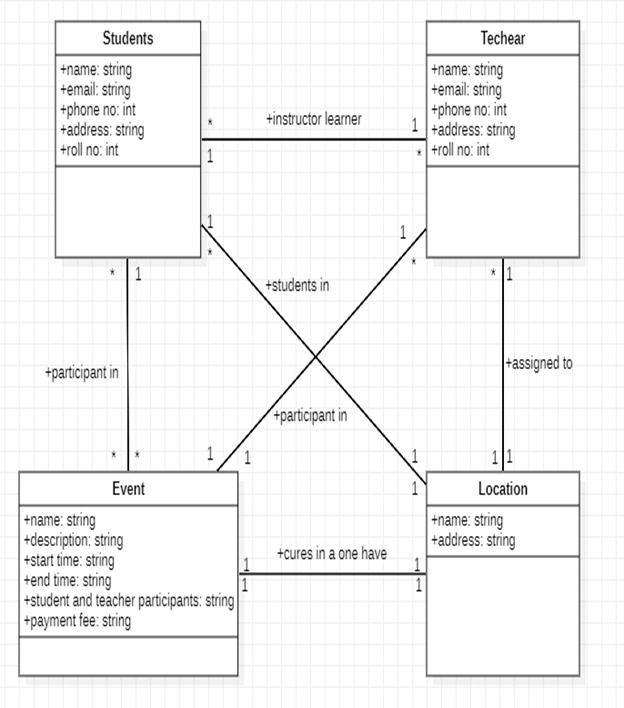 Students
+name: string
+email: string
+phone no: int
+address: string
+roll no: int
Techear
+name: string
+email: string
+phone no: int
+address: string
+roll no: int
* +instructor learner 1
1 *
1
*
1
*
* 1
* 1
+students in
+participant in
+assigned to
+participant in
* *
1 1
1
1
1 1
Event
+name: string
+description: string
+start time: string
+end time: string
+student and teacher participants: string
+payment fee: string
Location
+name: string
+address: string
1 +cures in a one have 1
1 1